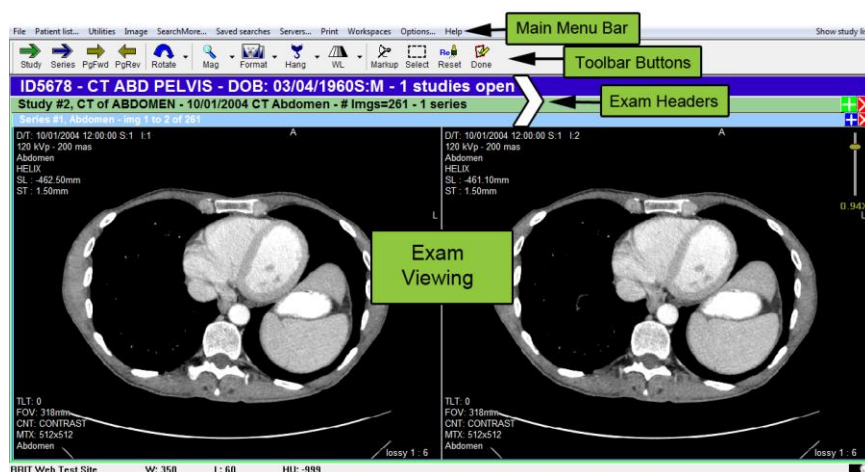 File Patient list... Utilities Image SearchMore... Saved searches Servers... Print Workspaces Options... Help
Main Menu Bar
Show study lis
Study Series PgFwd PgRev Rotate Mag Format Hang WL Markup Select Reset Done
Toolbar Buttons
ID5678 - CT ABD PELVIS - DOB: 03/04/1960S:M - 1 studies open
Study #2, CT of ABDOMEN - 10/01/2004 CT Abdomen - # Imgs=261 - 1 series
Exam Headers
Series #1, Abdomen - img 1 to 2 of 261
D/T: 10/01/2004 12:00:00 S:1 I:1
120 kVp - 200 mas
Abdomen
HELIX
SL : -462.50mm
ST : 1.50mm
A
L
TLT: 0
FOV: 318mm
CNT: CONTRAST
MTX: 512x512
Abdomen
lossy 1 : 6
Exam
Viewing
D/T: 10/01/2004 12:00:00 S:1 I:2
120 kVp - 200 mas
Abdomen
HELIX
SL : -461.10mm
ST : 1.50mm
A
0.94X
L
TLT: 0
FOV: 318mm
CNT: CONTRAST
MTX: 512x512
Abdomen
lossy 1 : 6
BRIT Web Test Site W: 350 L: 60 HU: -999